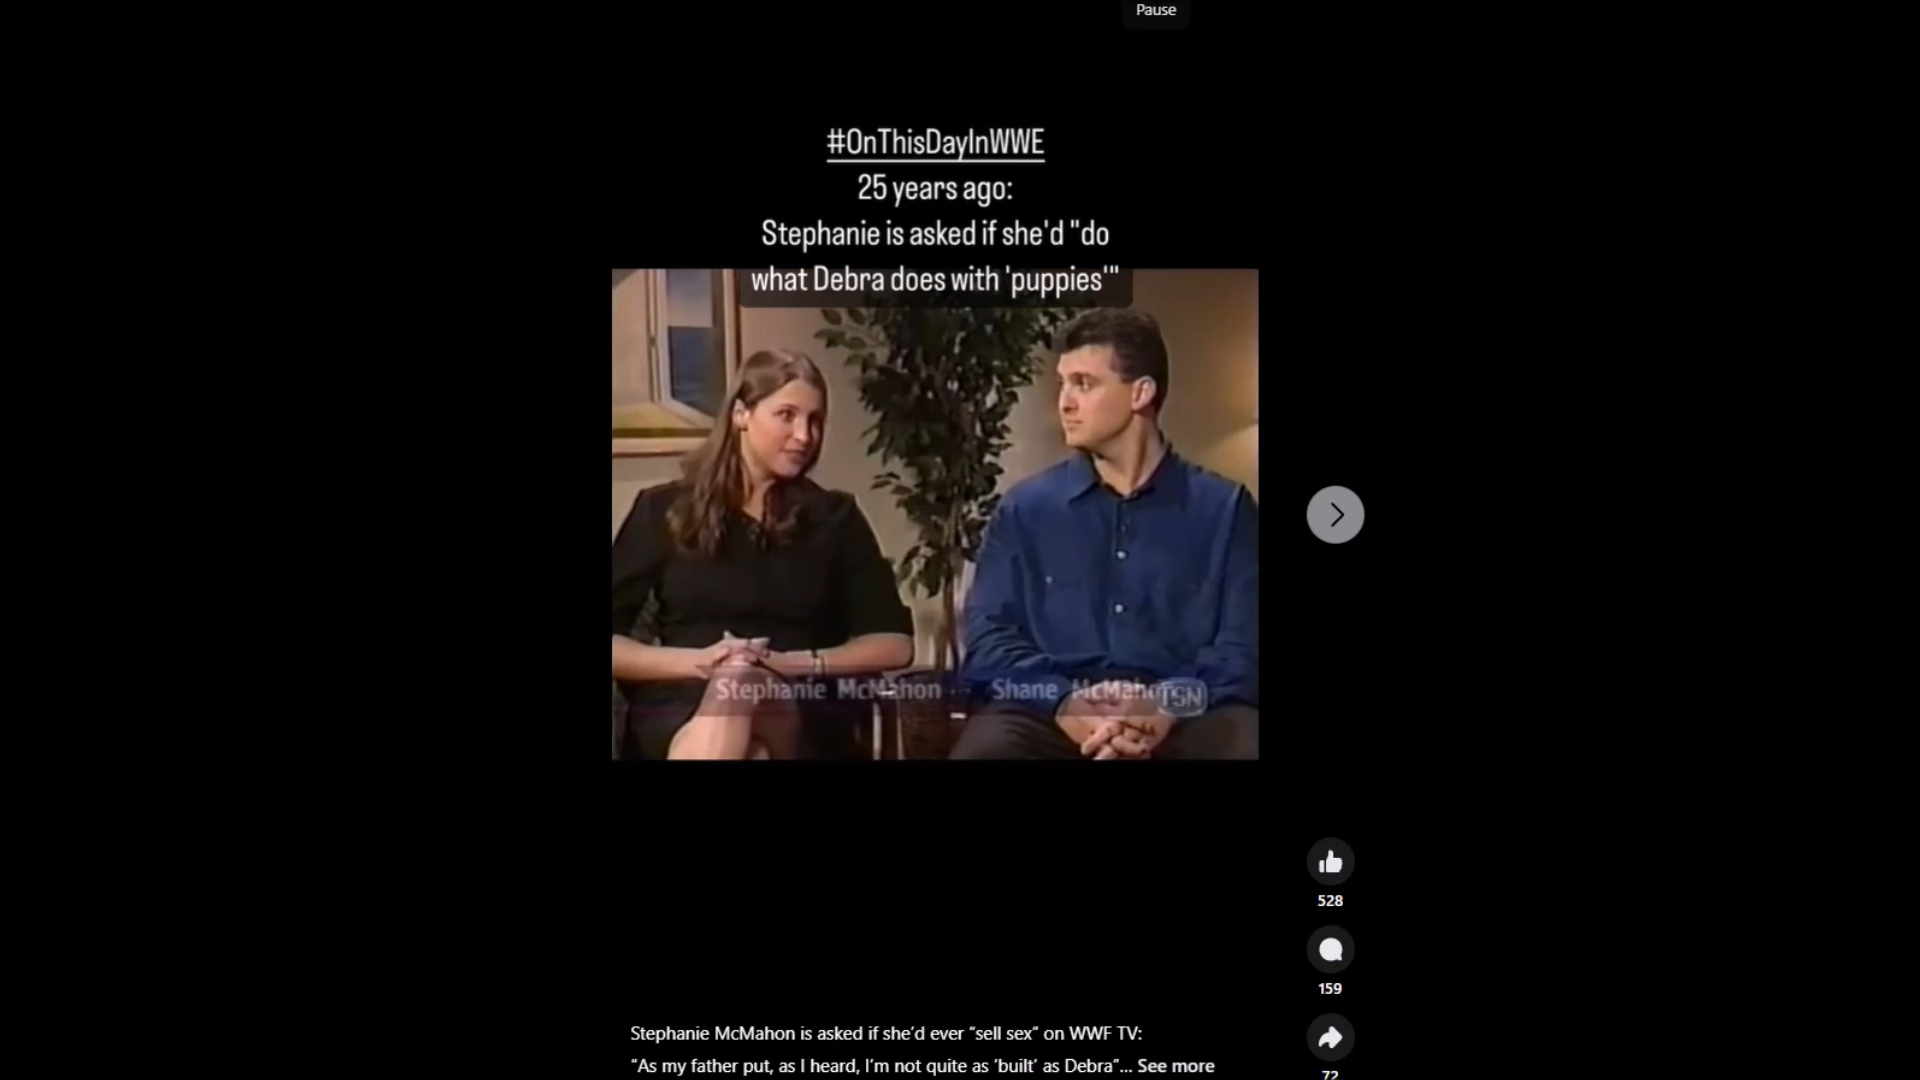 Pause
#OnThisDayInWWE
25 years ago:
Stephanie is asked if she'd "do
what Debra does with 'puppies'"
Stephanie McMahon
Shane McMahon
TSN
528
159
Stephanie McMahon is asked if she’d ever “sell sex” on WWF TV:
“As my father put, as I heard, I’m not quite as ‘built’ as Debra”... See more
72